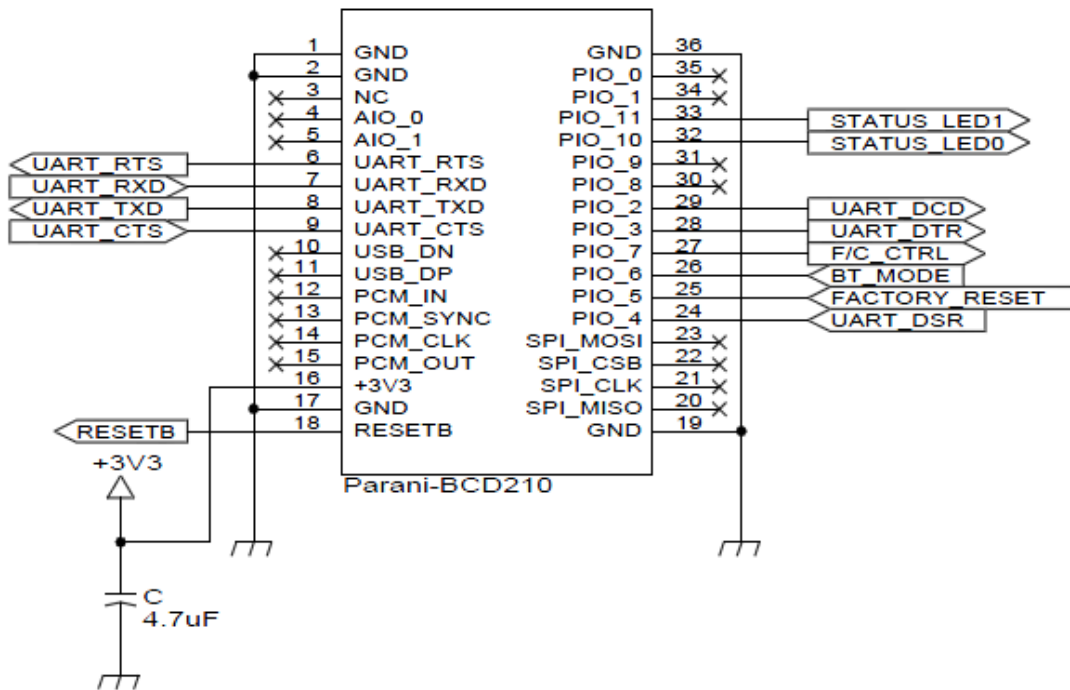 1 GND GND 36
2 GND PIO_0 35
3 NC PIO_1 34
4 AIO_0 PIO_11 33 STATUS_LED1
5 AIO_1 PIO_10 32 STATUS_LED0
UART_RTS 6 UART_RTS PIO_9 31
UART_RXD 7 UART_RXD PIO_8 30
UART_TXD 8 UART_TXD PIO_2 29 UART_DCD
UART_CTS 9 UART_CTS PIO_3 28 UART_DTR
10 USB_DN PIO_7 27 F/C_CTRL
11 USB_DP PIO_6 26 BT_MODE
12 PCM_IN PIO_5 25 FACTORY_RESET
13 PCM_SYNC PIO_4 24 UART_DSR
14 PCM_CLK SPI_MOSI 23
15 PCM_OUT SPI_CSB 22
16 +3V3 SPI_CLK 21
17 GND SPI_MISO 20
RESETB 18 RESETB GND 19
+3V3
Parani-BCD210
C
4.7uF